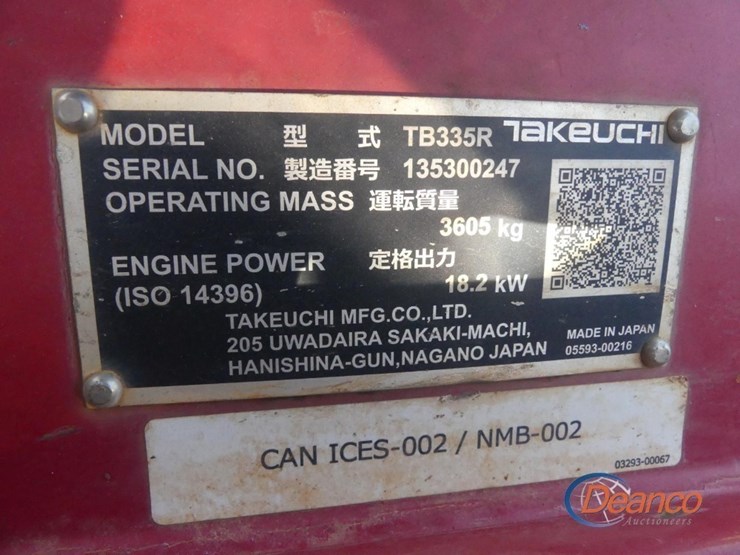 MODEL 型 式 TB335R TAKEUCHI
SERIAL NO. 製造番号 135300247
OPERATING MASS 運転質量
3605 kg
ENGINE POWER 定格出力
(ISO 14396) 18.2 kW
TAKEUCHI MFG.CO.,LTD.
205 UWADAIRA SAKAKI-MACHI,
HANISHINA-GUN,NAGANO JAPAN
MADE IN JAPAN
05593-00216
CAN ICES-002 / NMB-002
03293-00067
Deanco
Auctioneers